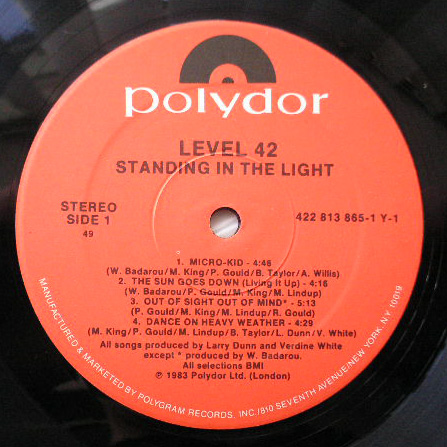 polydor
LEVEL 42
STANDING IN THE LIGHT
STEREO
SIDE 1
49
422 813 865-1 Y-1
1. MICRO-KID - 4:46
(W. Badarou/M. King/P. Gould/B. Taylor/A. Willis)
2. THE SUN GOES DOWN (Living It Up) - 4:16
(W. Badarou/P. Gould/M. King/M. Lindup)
3. OUT OF SIGHT OUT OF MIND* - 5:13
(P. Gould/M. King/M. Lindup/R. Gould)
4. DANCE ON HEAVY WEATHER - 4:29
(M. King/P. Gould/M. Lindup/B. Taylor/L. Dunn/V. White)
All songs produced by Larry Dunn and Verdine White
except * produced by W. Badarou.
All selections BMI
℗ 1983 Polydor Ltd. (London)
MANUFACTURED & MARKETED BY POLYGRAM RECORDS, INC./810 SEVENTH AVENUE/NEW YORK, NY 10019